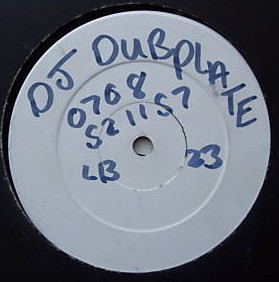 DJ DUBPLATE
0708
521157
LB 23